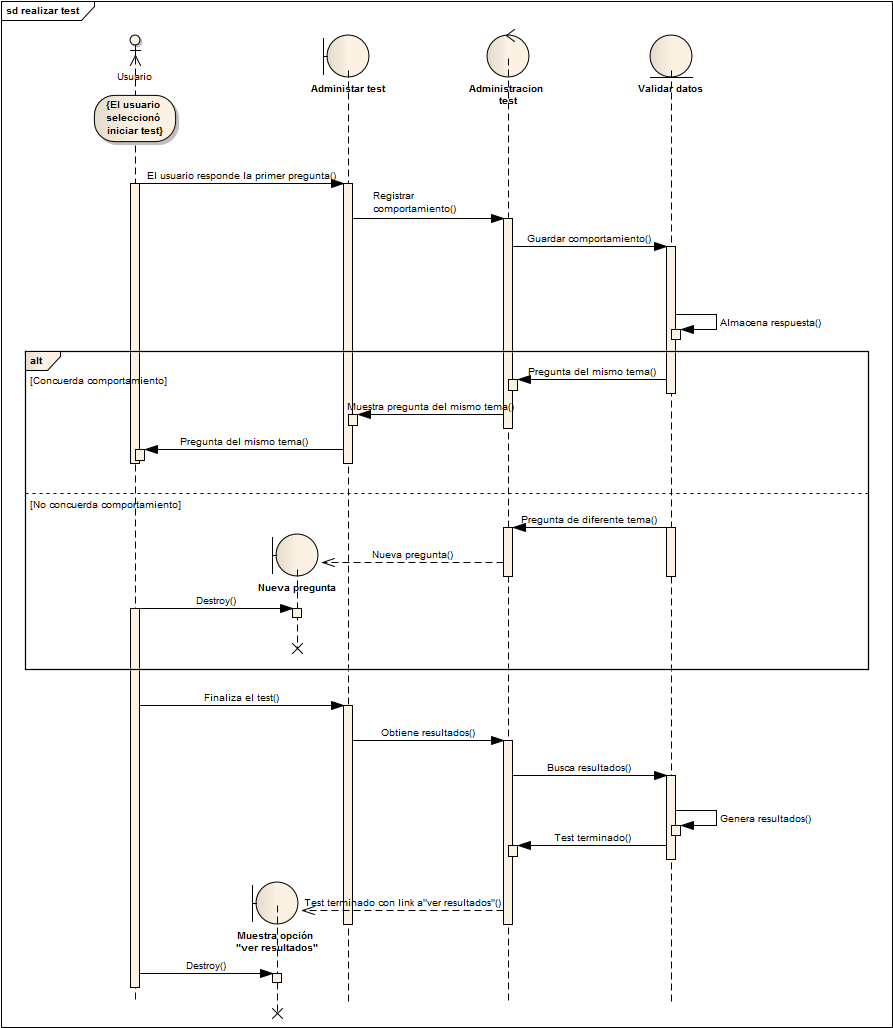 sd realizar test
Usuario
Administar test
Administracion
test
Validar datos
{El usuario
seleccionó
iniciar test}
El usuario responde la primer pregunta()
Registrar
comportamiento()
Guardar comportamiento()
Almacena respuesta()
alt
[Concuerda comportamiento]
Pregunta del mismo tema()
Muestra pregunta del mismo tema()
Pregunta del mismo tema()
[No concuerda comportamiento]
Pregunta de diferente tema()
Nueva pregunta()
Nueva pregunta
Destroy()
Finaliza el test()
Obtiene resultados()
Busca resultados()
Genera resultados()
Test terminado()
Test terminado con link a"ver resultados"()
Muestra opción
"ver resultados"
Destroy()